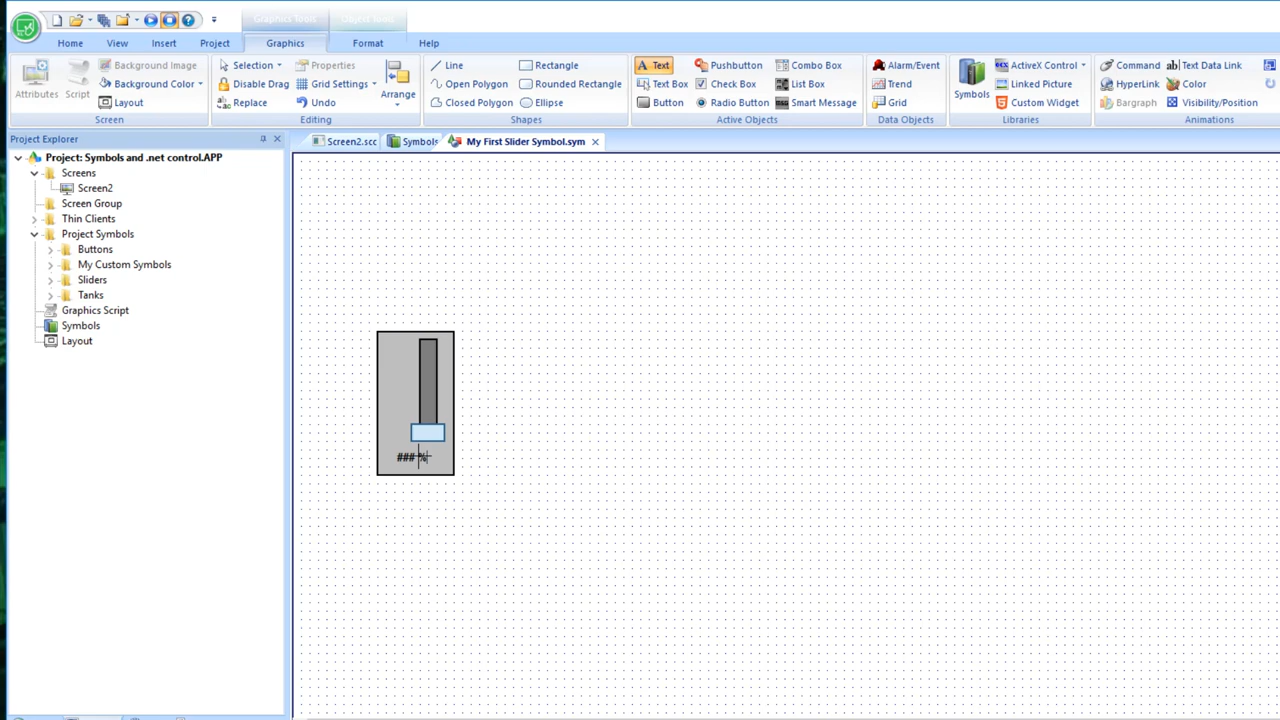 Graphics Tools Object Tools
Home View Insert Project Graphics Format Help
Attributes Script Background Image Background Color Layout Screen
Selection Disable Drag Replace Properties Grid Settings Undo Arrange Editing
Line Open Polygon Closed Polygon Rectangle Rounded Rectangle Ellipse Shapes
A Text Text Box Button Pushbutton Check Box Radio Button Combo Box List Box Smart Message Active Objects
Alarm/Event Trend Grid Data Objects
Symbols ActiveX Control Linked Picture Custom Widget Libraries
Command HyperLink Bargraph Text Data Link Color Visibility/Position Animations
Project Explorer
Screen2.scc Symbols My First Slider Symbol.sym
Project: Symbols and .net control.APP
Screens
Screen2
Screen Group
Thin Clients
Project Symbols
Buttons
My Custom Symbols
Sliders
Tanks
Graphics Script
Symbols
Layout
### %